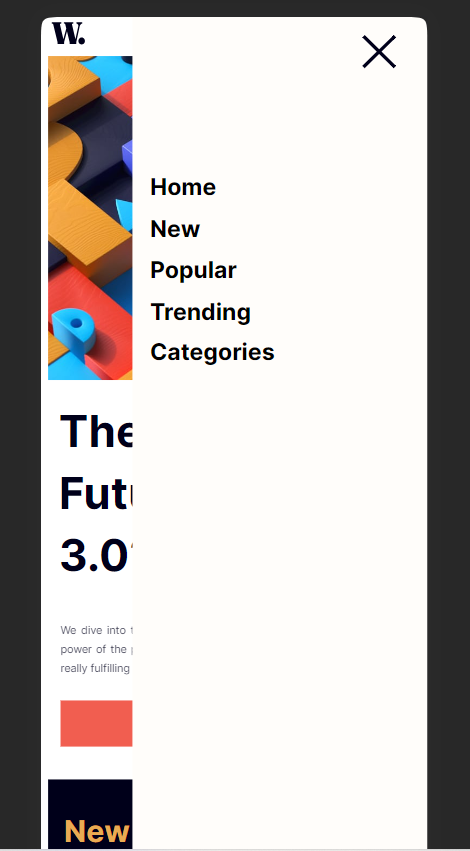 W.
Home
New
Popular
Trending
Categories
The
Futu
3.0
We dive into
power of the
really fulfilling
New